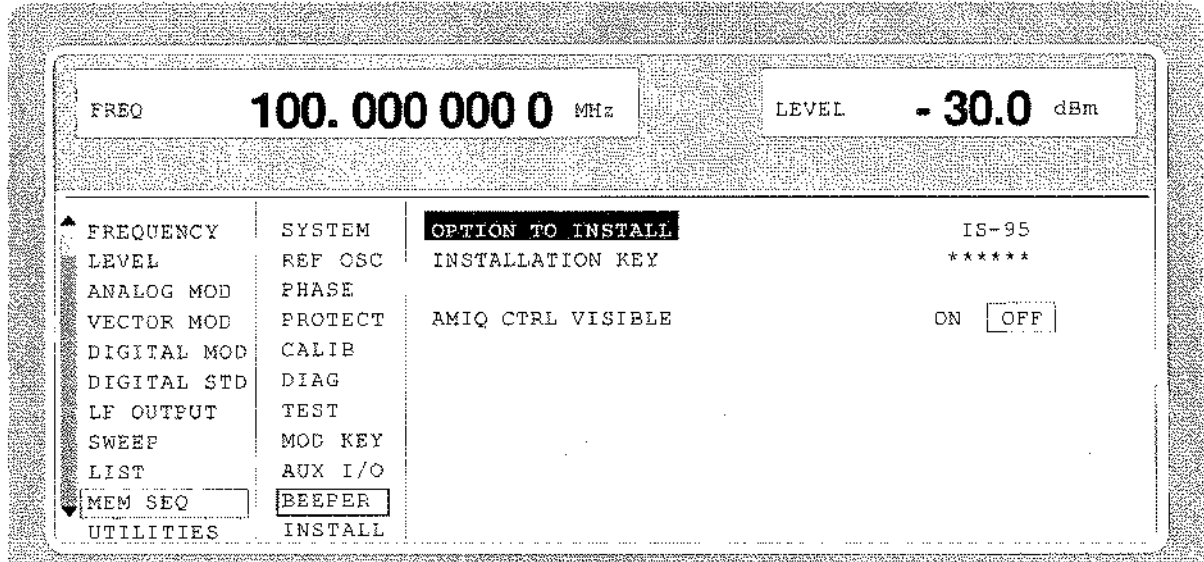 FREQ 100. 000 000 0 MHz LEVEL - 30.0 dBm
FREQUENCY SYSTEM OPTION TO INSTALL IS-95
LEVEL REF OSC INSTALLATION KEY ******
ANALOG MOD PHASE
VECTOR MOD PROTECT AMIQ CTRL VISIBLE ON OFF
DIGITAL MOD CALIB
DIGITAL STD DIAG
LF OUTPUT TEST
SWEEP MOD KEY
LIST AUX I/O
MEM SEQ BEEPER
UTILITIES INSTALL